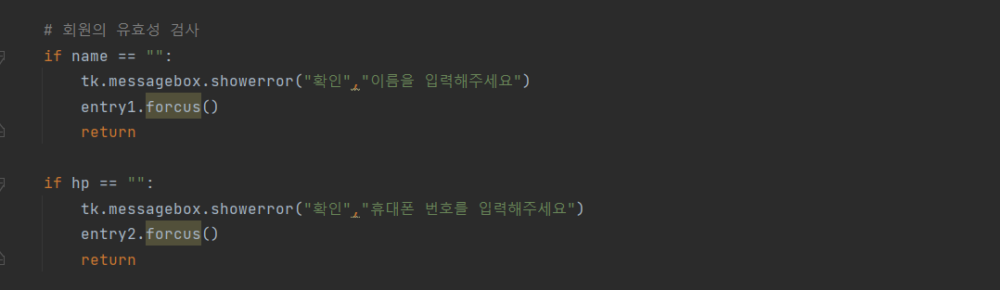 # 회원의 유효성 검사
if name == "":
tk.messagebox.showerror("확인","이름을 입력해주세요")
entry1.forcus()
return
if hp == "":
tk.messagebox.showerror("확인","휴대폰 번호를 입력해주세요")
entry2.forcus()
return